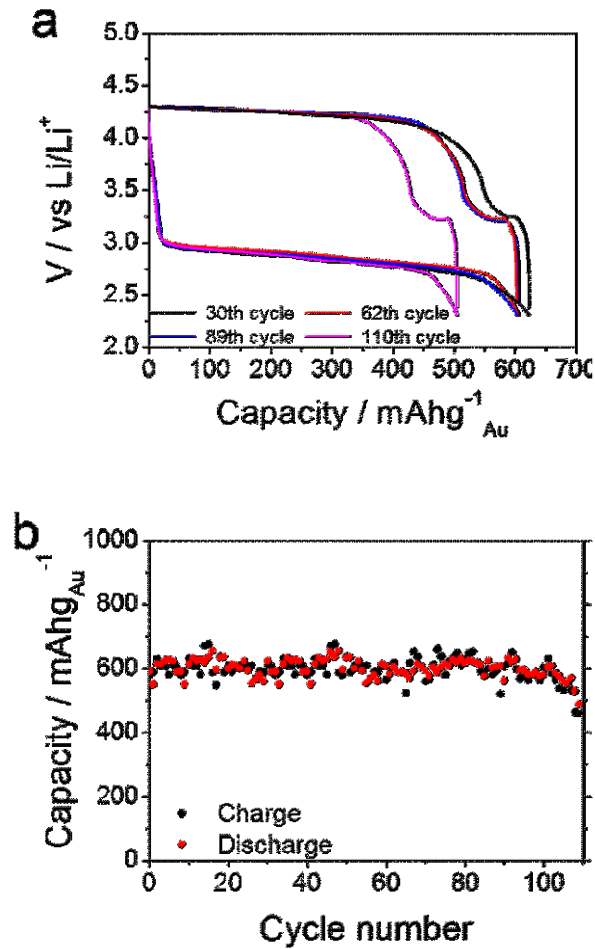 a
5.0
4.5
4.0
3.5
3.0
2.5
2.0
V / vs Li/Li+
30th cycle 62th cycle
89th cycle 110th cycle
0 100 200 300 400 500 600 700
Capacity / mAhg-1 Au
b
1000
800
600
400
200
0
Capacity / mAhgAu-1
Charge
Discharge
0 20 40 60 80 100
Cycle number